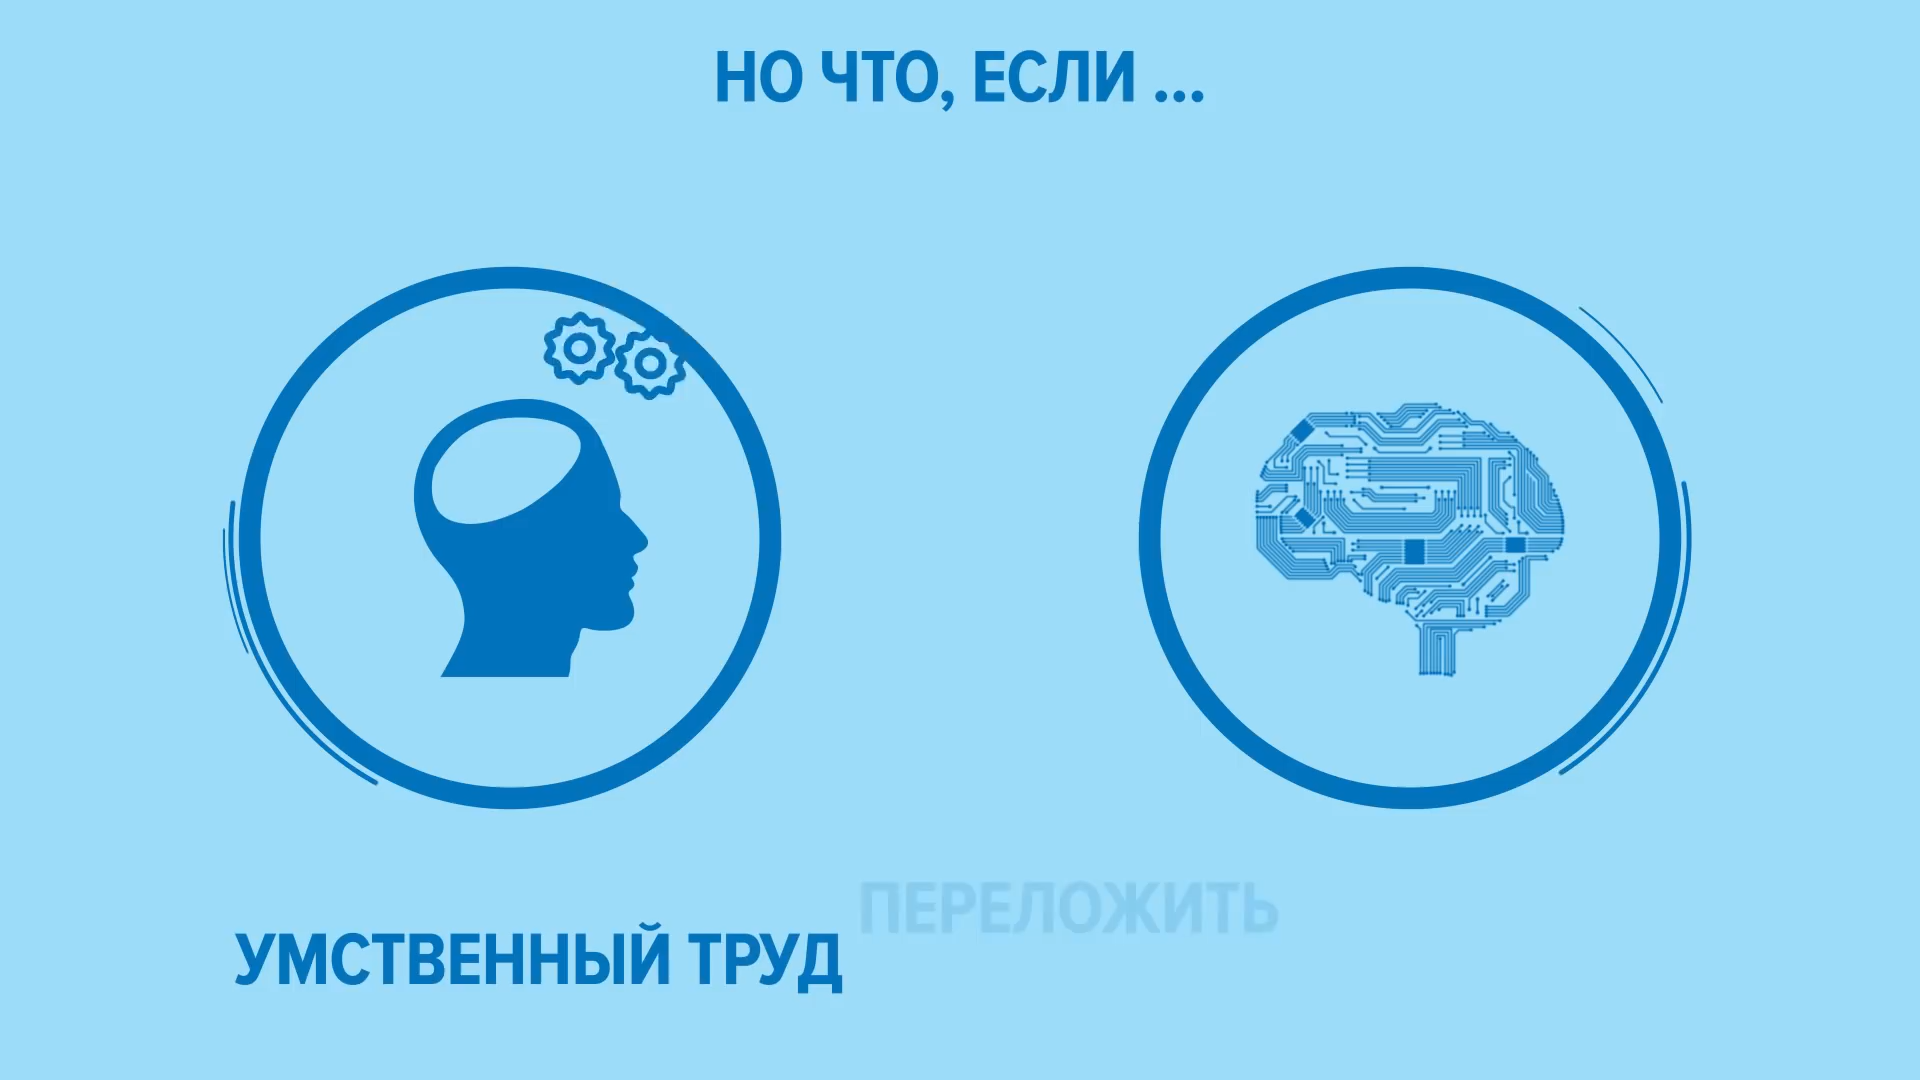 НО ЧТО, ЕСЛИ ...
УМСТВЕННЫЙ ТРУД
ПЕРЕЛОЖИТЬ